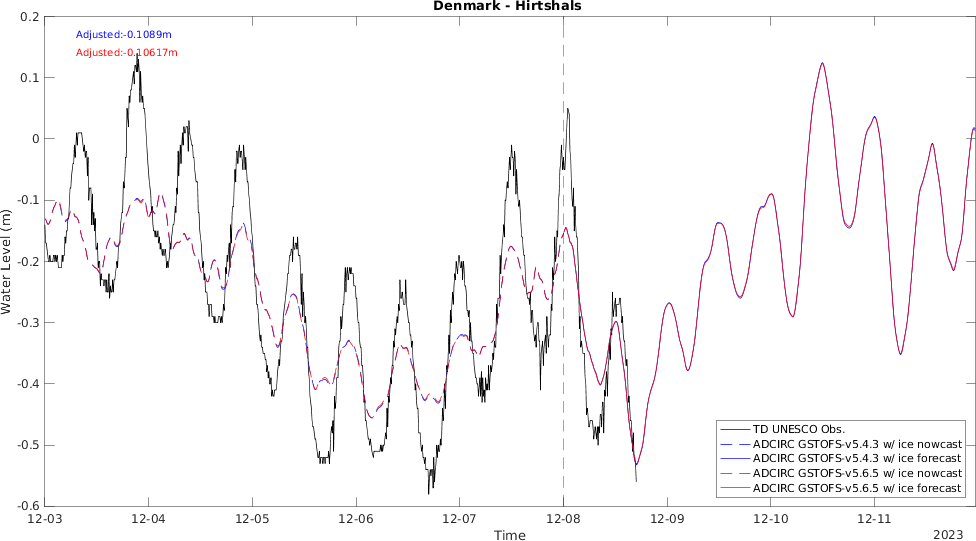 Denmark - Hirtshals
Adjusted:-0.1089m
Adjusted:-0.10617m
0.2
0.1
0
-0.1
-0.2
-0.3
-0.4
-0.5
-0.6
Water Level (m)
TD UNESCO Obs.
ADCIRC GSTOFS-v5.4.3 w/ ice nowcast
ADCIRC GSTOFS-v5.4.3 w/ ice forecast
ADCIRC GSTOFS-v5.6.5 w/ ice nowcast
ADCIRC GSTOFS-v5.6.5 w/ ice forecast
12-03 12-04 12-05 12-06 12-07 12-08 12-09 12-10 12-11
Time
2023